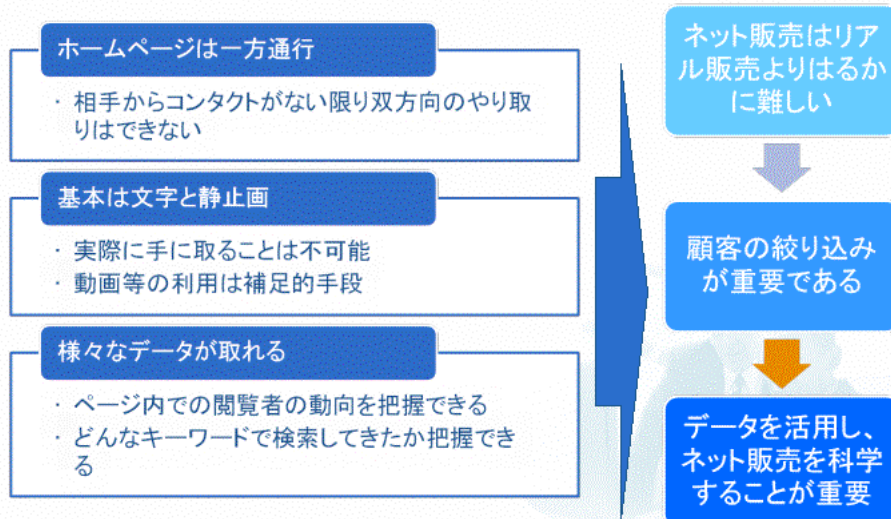 ホームページは一方通行
・ 相手からコンタクトがない限り双方向のやり取
りはできない
基本は文字と静止画
・ 実際に手に取ることは不可能
・ 動画等の利用は補足的手段
様々なデータが取れる
・ ページ内での閲覧者の動向を把握できる
・ どんなキーワードで検索してきたか把握でき
る
ネット販売はリア
ル販売よりはるか
に難しい
顧客の絞り込み
が重要である
データを活用し、
ネット販売を科学
することが重要